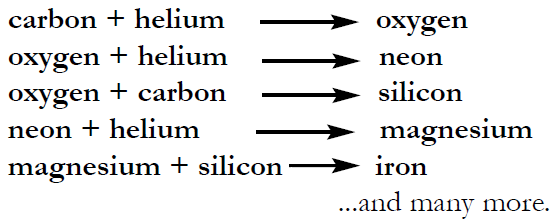 carbon + helium → oxygen
oxygen + helium → neon
oxygen + carbon → silicon
neon + helium → magnesium
magnesium + silicon → iron
...and many more.